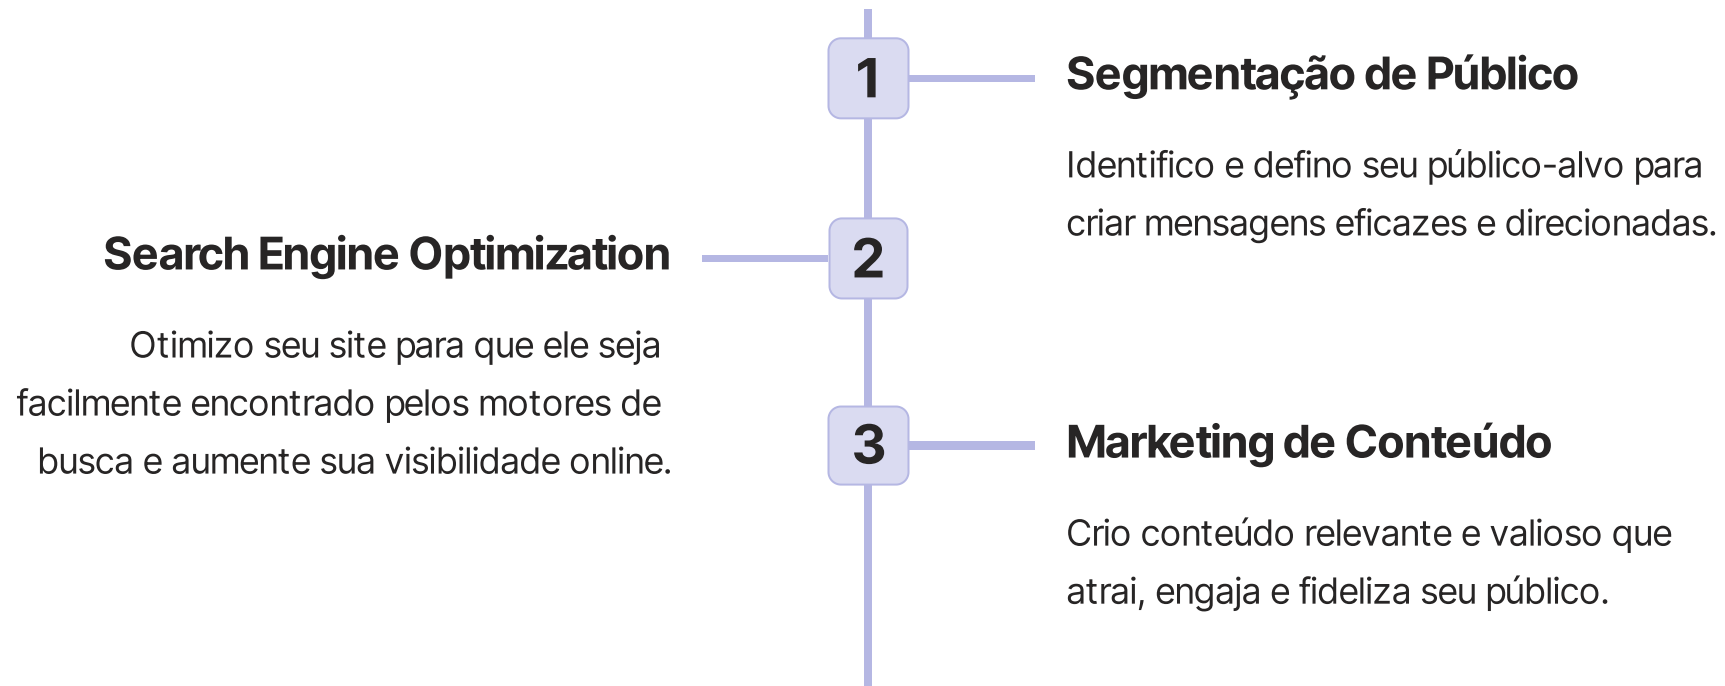 1
Segmentação de Público
Identifico e defino seu público-alvo para
criar mensagens eficazes e direcionadas.
2
Search Engine Optimization
Otimizo seu site para que ele seja
facilmente encontrado pelos motores de
busca e aumente sua visibilidade online.
3
Marketing de Conteúdo
Crio conteúdo relevante e valioso que
atrai, engaja e fideliza seu público.